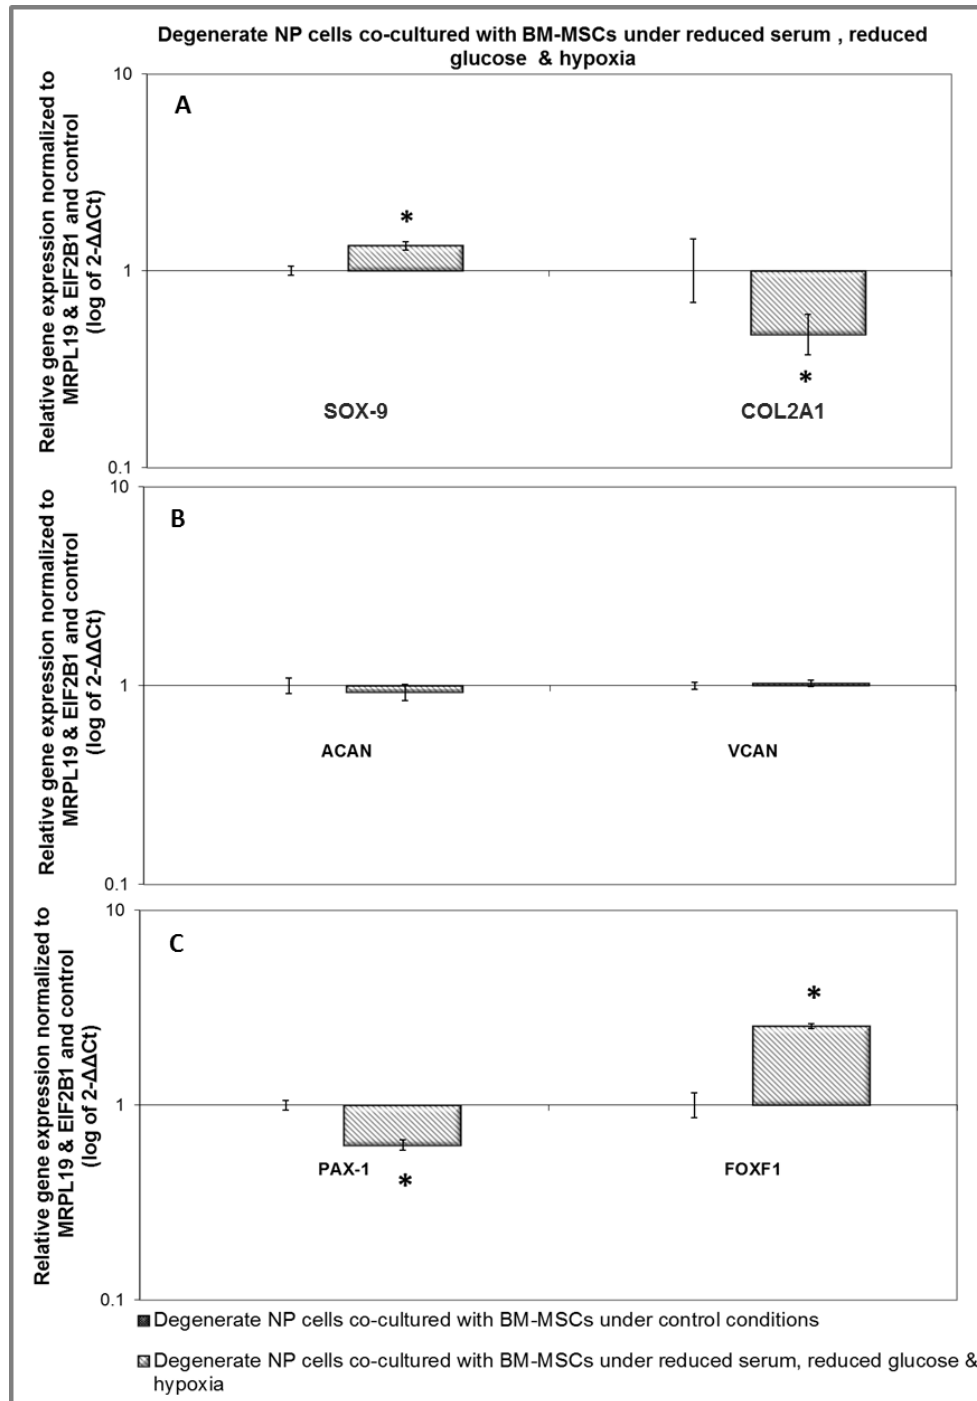 Degenerate NP cells co-cultured with BM-MSCs under reduced serum , reduced
glucose & hypoxia
Relative gene expression normalized to
MRPL19 & EIF2B1 and control
(log of 2-ΔΔCt)
10
A
*
1
*
SOX-9 COL2A1
0.1
Relative gene expression normalized to
MRPL19 & EIF2B1 and control
(log of 2-ΔΔCt)
10
B
1
ACAN VCAN
0.1
Relative gene expression normalized to
MRPL19 & EIF2B1 and control
(log of 2-ΔΔCt)
10
C
*
1
PAX-1 FOXF1
*
0.1
Degenerate NP cells co-cultured with BM-MSCs under control conditions
Degenerate NP cells co-cultured with BM-MSCs under reduced serum, reduced glucose &
hypoxia